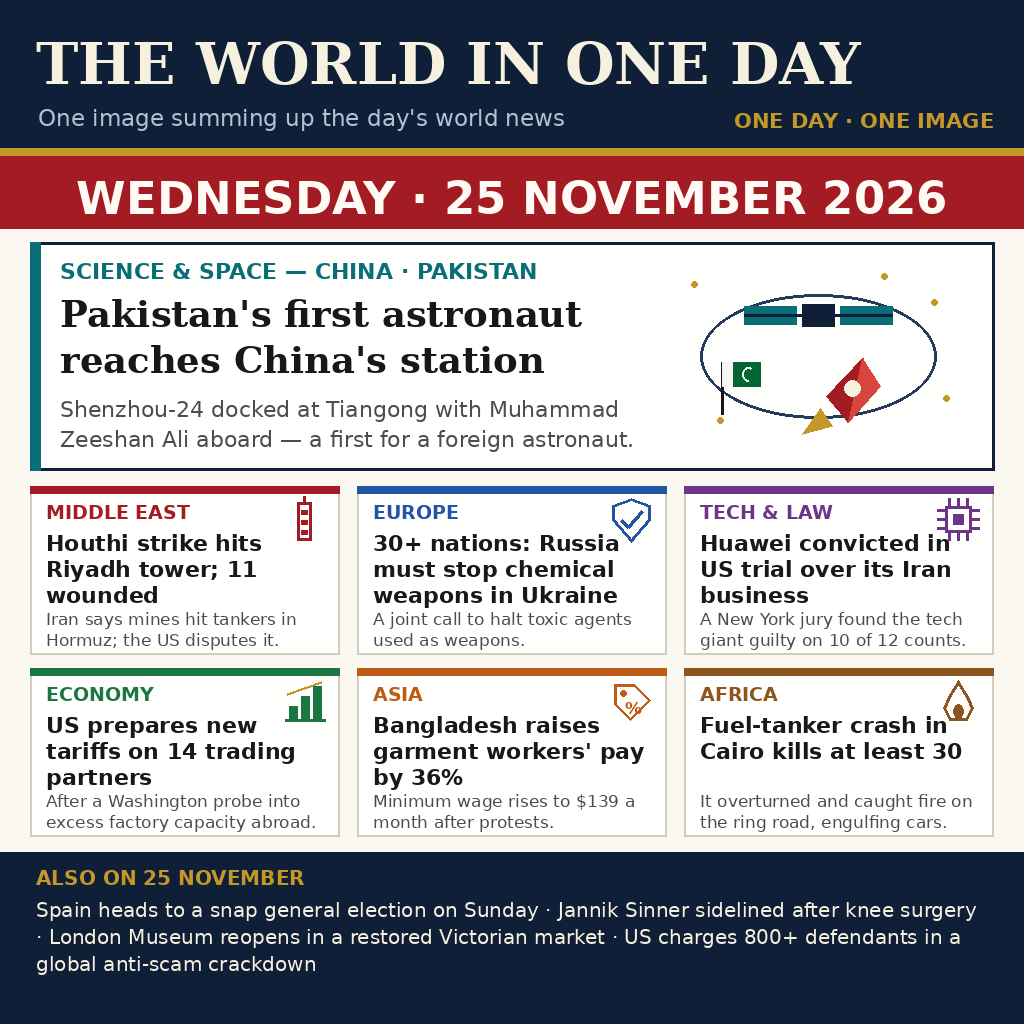 THE WORLD IN ONE DAY
One image summing up the day's world news
ONE DAY · ONE IMAGE
WEDNESDAY · 25 NOVEMBER 2026
SCIENCE & SPACE — CHINA · PAKISTAN
Pakistan's first astronaut
reaches China's station
Shenzhou-24 docked at Tiangong with Muhammad
Zeeshan Ali aboard — a first for a foreign astronaut.
MIDDLE EAST
Houthi strike hits
Riyadh tower; 11
wounded
Iran says mines hit tankers in
Hormuz; the US disputes it.
EUROPE
30+ nations: Russia
must stop chemical
weapons in Ukraine
A joint call to halt toxic agents
used as weapons.
TECH & LAW
Huawei convicted in
US trial over its Iran
business
A New York jury found the tech
giant guilty on 10 of 12 counts.
ECONOMY
US prepares new
tariffs on 14 trading
partners
After a Washington probe into
excess factory capacity abroad.
ASIA
%
Bangladesh raises
garment workers' pay
by 36%
Minimum wage rises to $139 a
month after protests.
AFRICA
Fuel-tanker crash in
Cairo kills at least 30
It overturned and caught fire on
the ring road, engulfing cars.
ALSO ON 25 NOVEMBER
Spain heads to a snap general election on Sunday · Jannik Sinner sidelined after knee surgery
· London Museum reopens in a restored Victorian market · US charges 800+ defendants in a
global anti-scam crackdown